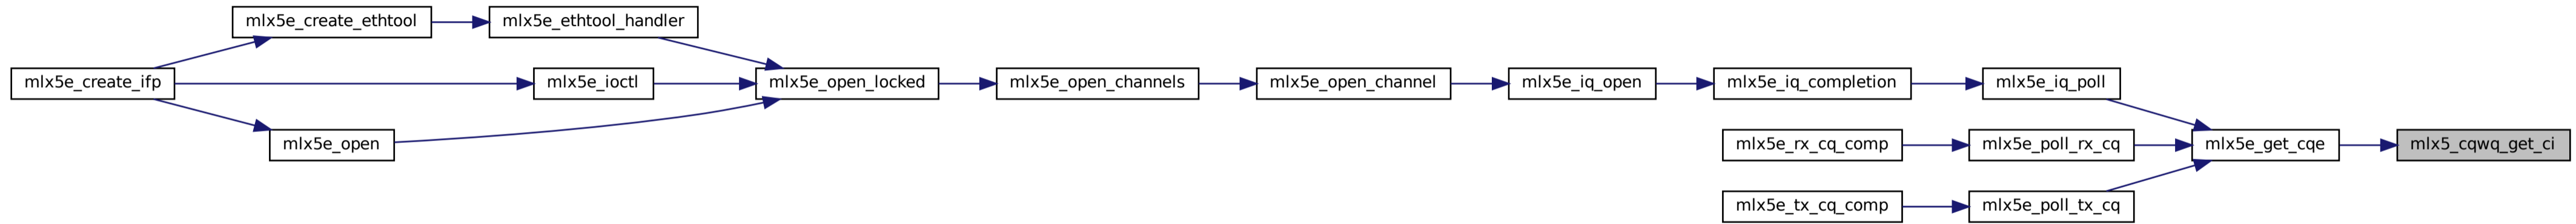 mlx5e_create_ethtool
mlx5e_ethtool_handler
mlx5e_create_ifp
mlx5e_ioctl
mlx5e_open_locked
mlx5e_open_channels
mlx5e_open_channel
mlx5e_iq_open
mlx5e_iq_completion
mlx5e_iq_poll
mlx5e_open
mlx5e_rx_cq_comp
mlx5e_poll_rx_cq
mlx5e_get_cqe
mlx5_cqwq_get_ci
mlx5e_tx_cq_comp
mlx5e_poll_tx_cq